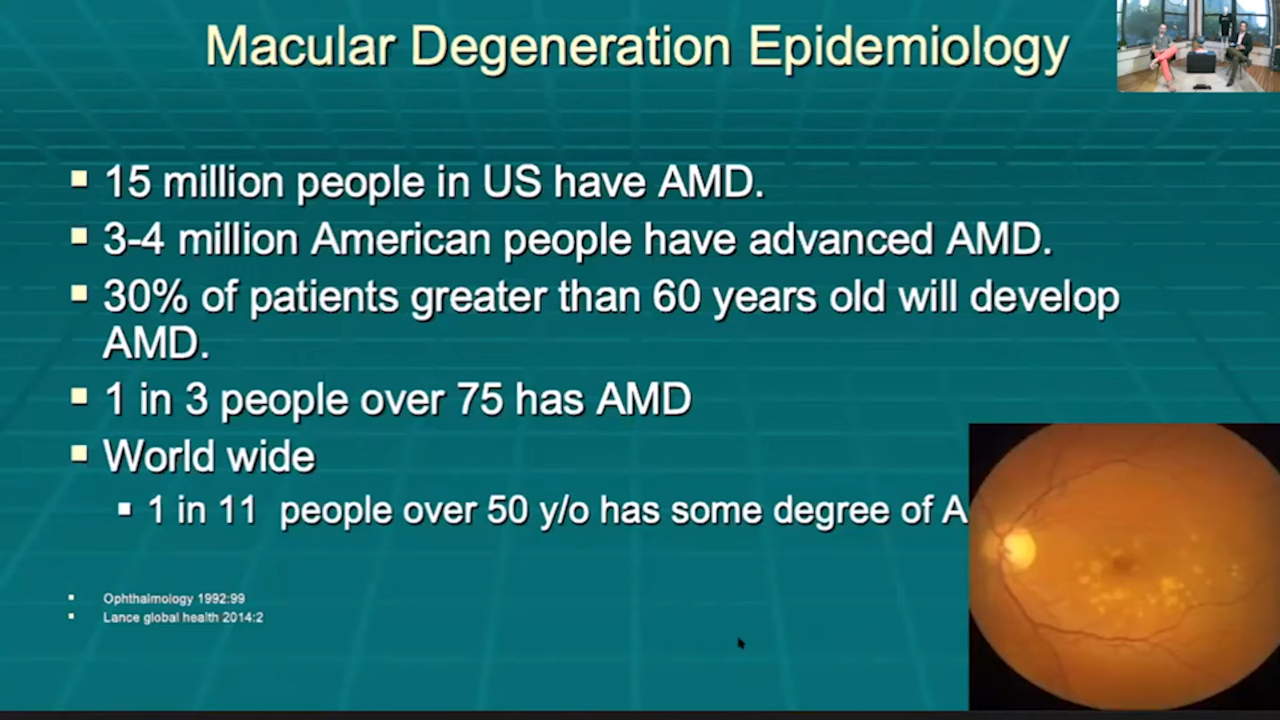 Macular Degeneration Epidemiology
15 million people in US have AMD.
3-4 million American people have advanced AMD.
30% of patients greater than 60 years old will develop
AMD.
1 in 3 people over 75 has AMD
World wide
1 in 11 people over 50 y/o has some degree of A
Ophthalmology 1992:99
Lance global health 2014:2